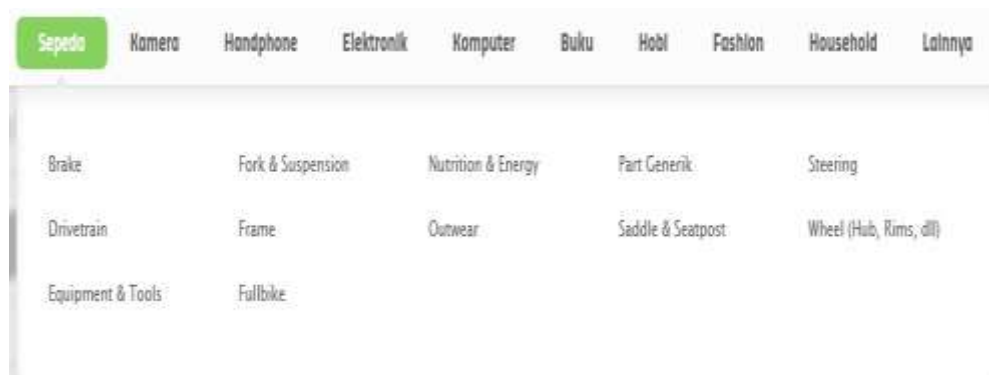 Sepeda Kamera Handphone Elektronik Komputer Buku Hobi Fashion Household Lainnya
Brake Fork & Suspension Nutrition & Energy Part Generik Steering
Drivetrain Frame Outwear Saddle & Seatpost Wheel (Hub, Rims, dll)
Equipment & Tools Fullbike